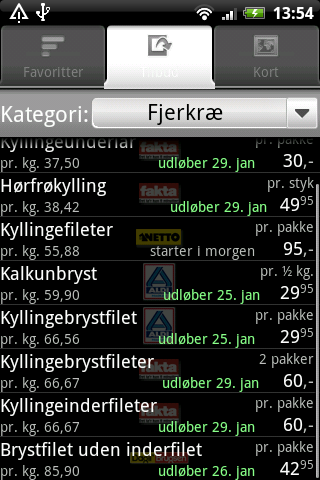 13:54
Favoritter
Tilbud
Kort
Kategori: Fjerkræ
Kyllingeunderlår fakta pr. pakke
pr. kg. 37,50 udløber 29. jan 30,-
Hørfrøkylling fakta pr. styk
pr. kg. 38,42 udløber 29. jan 49 95
Kyllingefileter NETTO pr. pakke
pr. kg. 55,88 starter i morgen 95,-
Kalkunbryst pr. ½ kg.
pr. kg. 59,90 ALDI udløber 25. jan 29 95
Kyllingebrystfilet pr. pakke
pr. kg. 66,56 ALDI udløber 25. jan 29 95
Kyllingebrystfileter fakta 2 pakker
pr. kg. 66,67 udløber 29. jan 60,-
Kyllingeinderfileter fakta pr. pakke
pr. kg. 66,67 udløber 29. jan 60,-
Brystfilet uden inderfilet pr. pakke
pr. kg. 85,90 udløber 26. jan 42 95